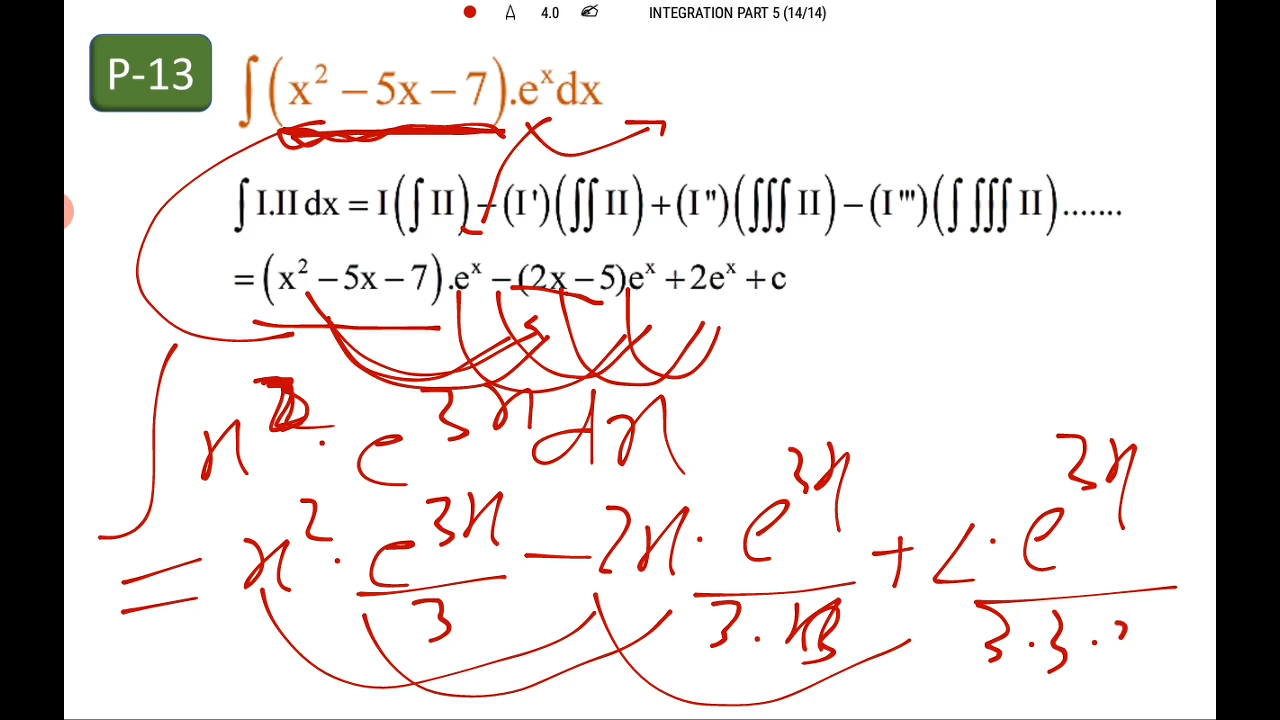 A 4.0 INTEGRATION PART 5 (14/14)
P-13 ∫(x² – 5x – 7).eˣdx
∫ I.II dx = I(∫ II) – (I')(∫∫ II) + (I'')(∫∫∫ II) – (I''')(∫ ∫∫∫ II).......
= (x² – 5x – 7).eˣ – (2x – 5)eˣ + 2eˣ + c
∫ x² · e³ˣ dx
= x² · e³ˣ/3 – 2x · e³ˣ/3·3 + 2 · e³ˣ/3·3·